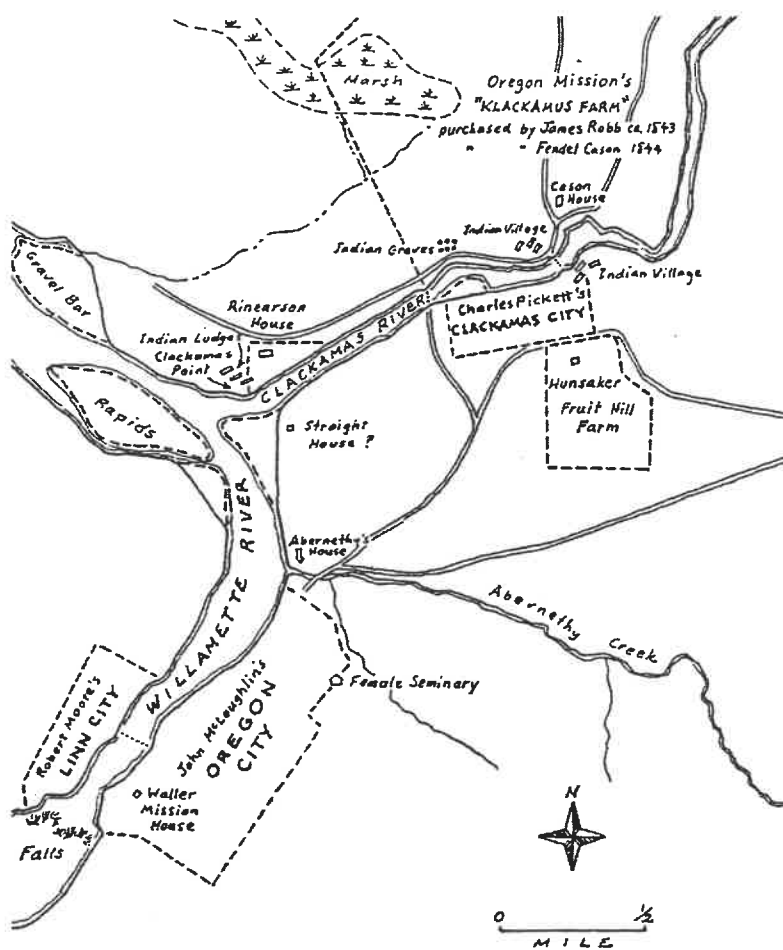 Marsh
Oregon Mission's
"KLACKAMUS FARM"
purchased by James Robb ca. 1843
" " Fendel Cason 1844
Cason
House
Indian Village
Indian Graves
Indian Village
Gravel Bar
Rinearson
House
Charles Pickett's
CLACKAMAS CITY
Indian Lodge
Clackamas
Point
CLACKAMAS RIVER
Hunsaker
Fruit Hill
Farm
Rapids
Straight
House ?
Abernethy
House
WILLAMETTE RIVER
Abernethy
Creek
Female Seminary
Robert Moore's
LINN CITY
John McLoughlin's
OREGON
CITY
Waller
Mission
House
Falls
N
0 1/2
MILE